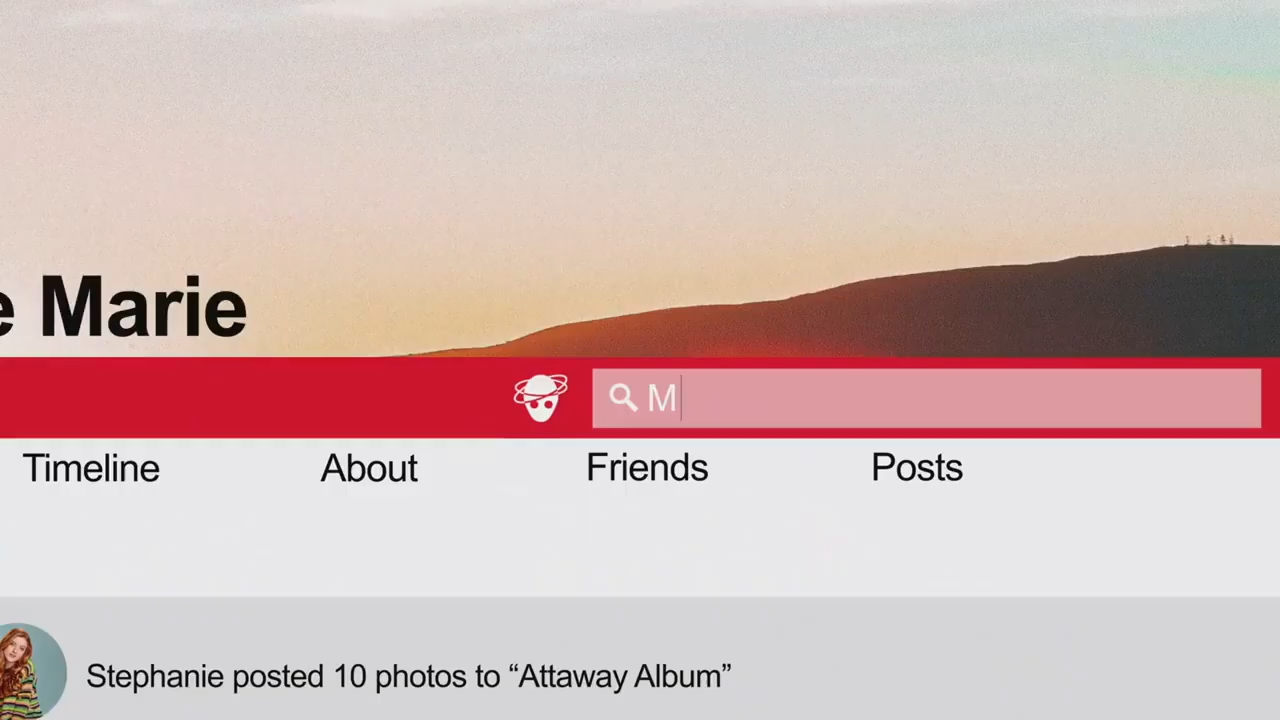 e Marie
M
Timeline About Friends Posts
Stephanie posted 10 photos to “Attaway Album”